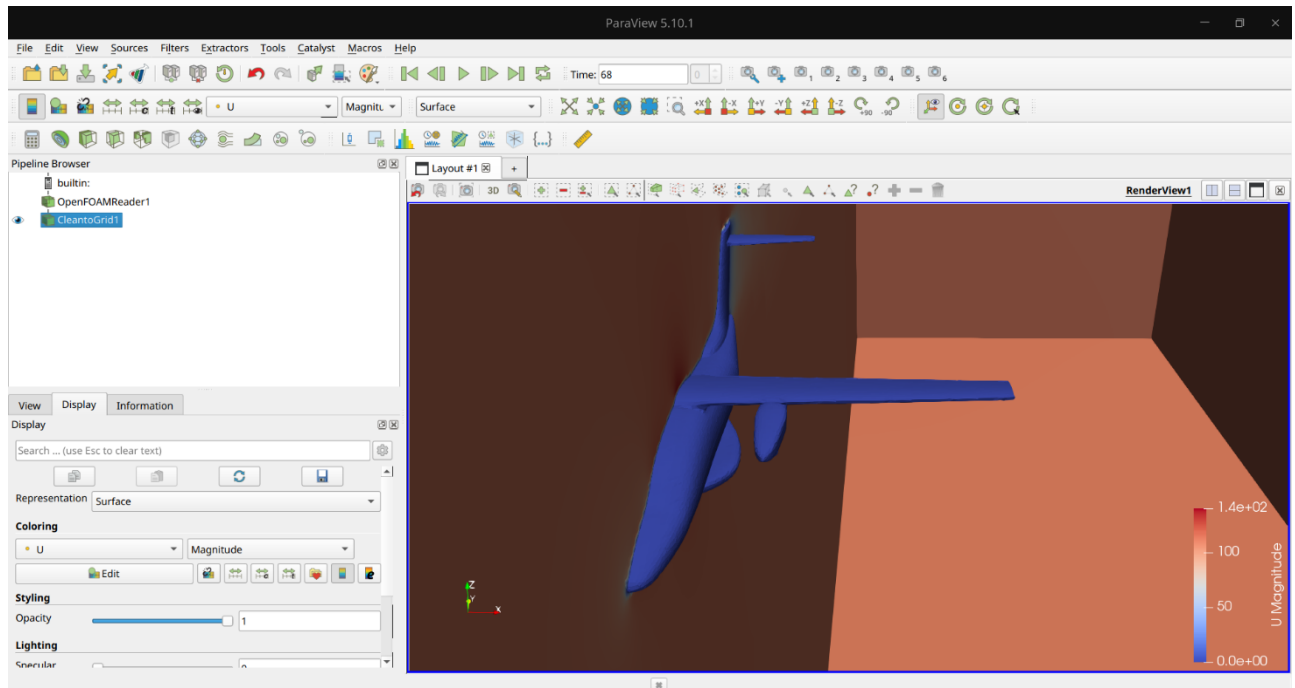 ParaView 5.10.1
File Edit View Sources Filters Extractors Tools Catalyst Macros Help
Time: 68 0
U Magnitu Surface +X -X +Y -Y +Z -Z +90 -90
Pipeline Browser
builtin:
OpenFOAMReader1
CleantoGrid1
Layout #1 +
3D RenderView1
View Display Information
Display
Search ... (use Esc to clear text)
Representation Surface
Coloring
U Magnitude
Edit
Styling
Opacity 1
Lighting
Specular 0
Z
Y
X
1.4e+02
100
50
0.0e+00
U Magnitude